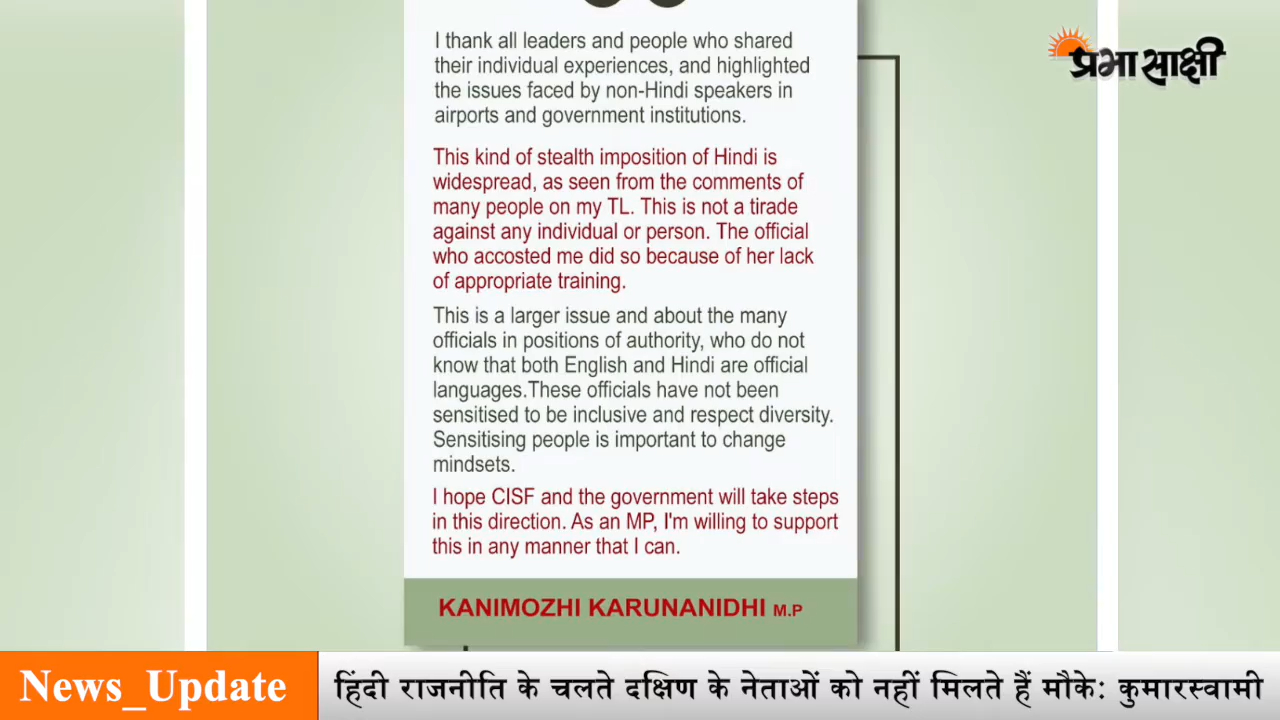 प्रभासाक्षी
I thank all leaders and people who shared
their individual experiences, and highlighted
the issues faced by non-Hindi speakers in
airports and government institutions.
This kind of stealth imposition of Hindi is
widespread, as seen from the comments of
many people on my TL. This is not a tirade
against any individual or person. The official
who accosted me did so because of her lack
of appropriate training.
This is a larger issue and about the many
officials in positions of authority, who do not
know that both English and Hindi are official
languages.These officials have not been
sensitised to be inclusive and respect diversity.
Sensitising people is important to change
mindsets.
I hope CISF and the government will take steps
in this direction. As an MP, I'm willing to support
this in any manner that I can.
KANIMOZHI KARUNANIDHI M.P
News_Update
हिंदी राजनीति के चलते दक्षिण के नेताओं को नहीं मिलते हैं मौके: कुमारस्वामी